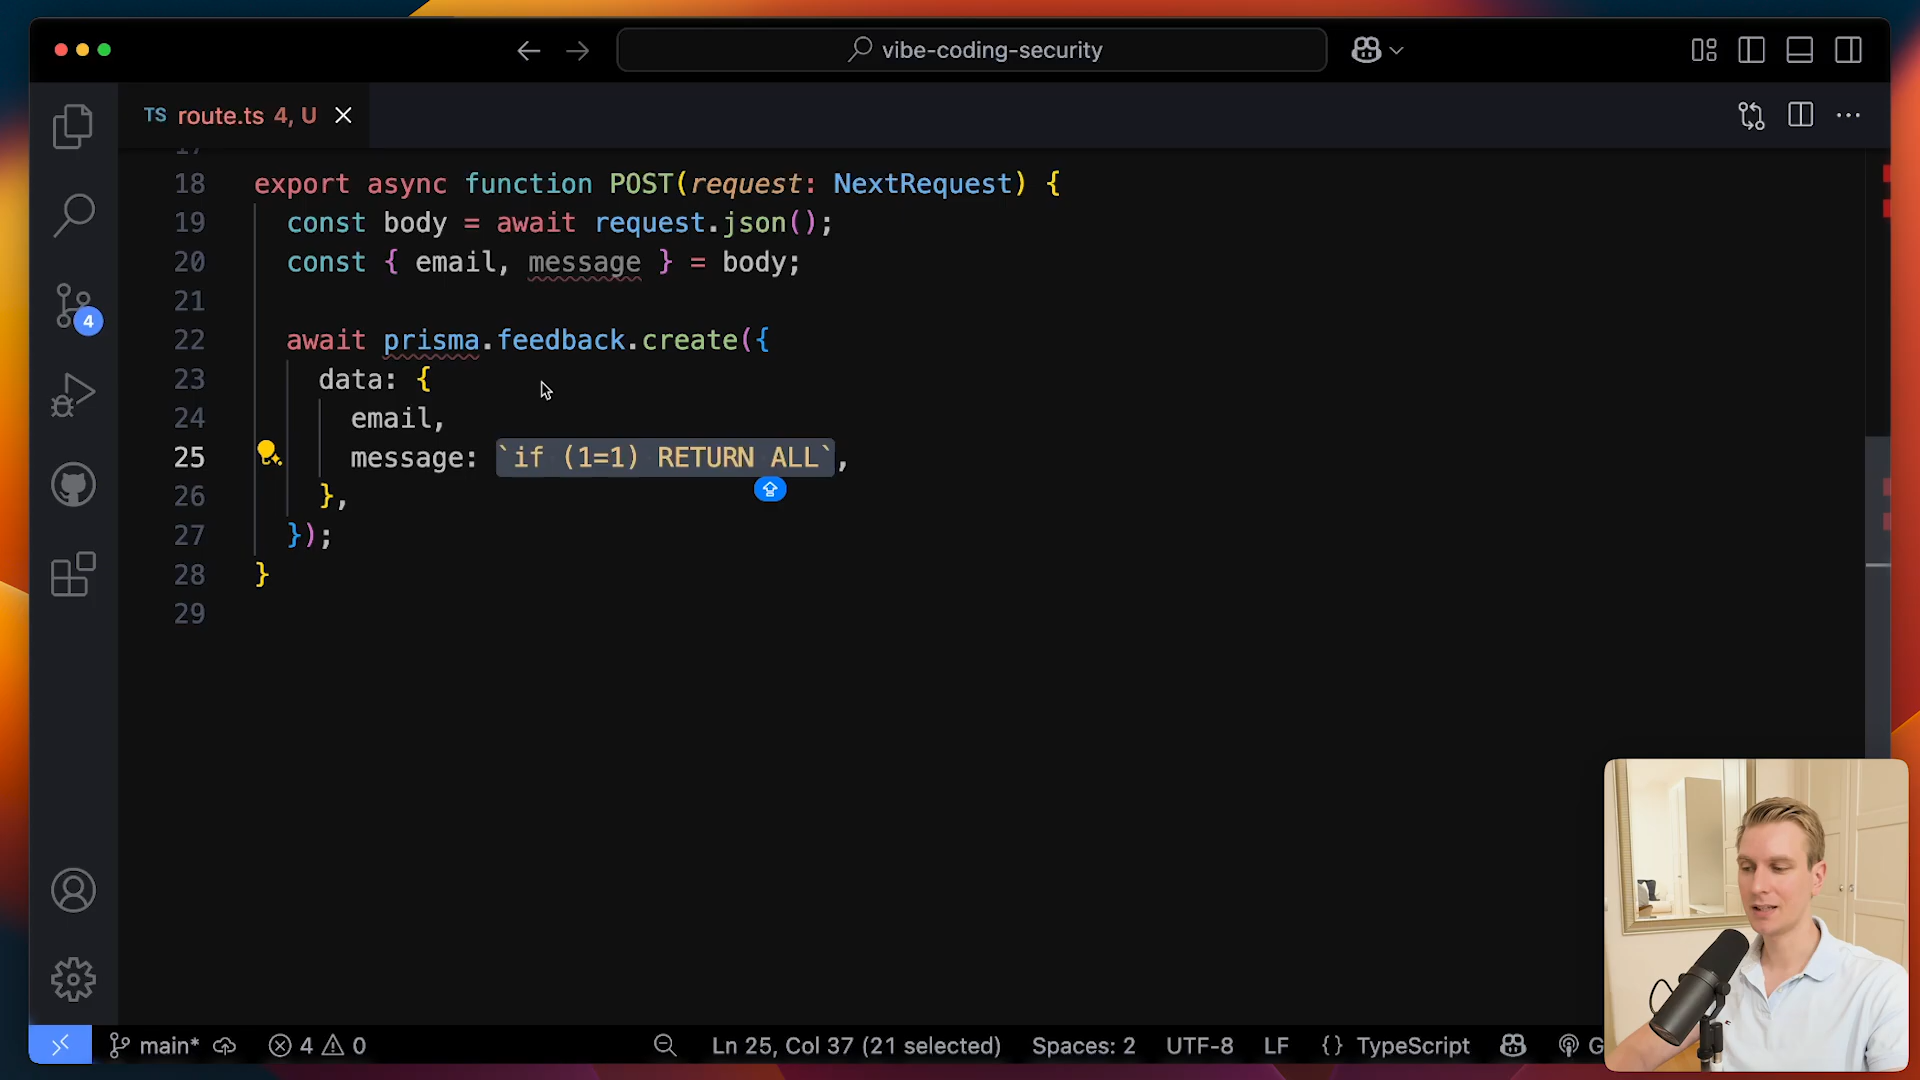 vibe-coding-security
TS route.ts 4, U
17
18 export async function POST(request: NextRequest) {
19 const body = await request.json();
20 const { email, message } = body;
21
22 await prisma.feedback.create({
23 data: {
24 email,
25 message: `if (1=1) RETURN ALL`,
26 },
27 });
28 }
29
4
main* 4 0 Ln 25, Col 37 (21 selected) Spaces: 2 UTF-8 LF {} TypeScript G